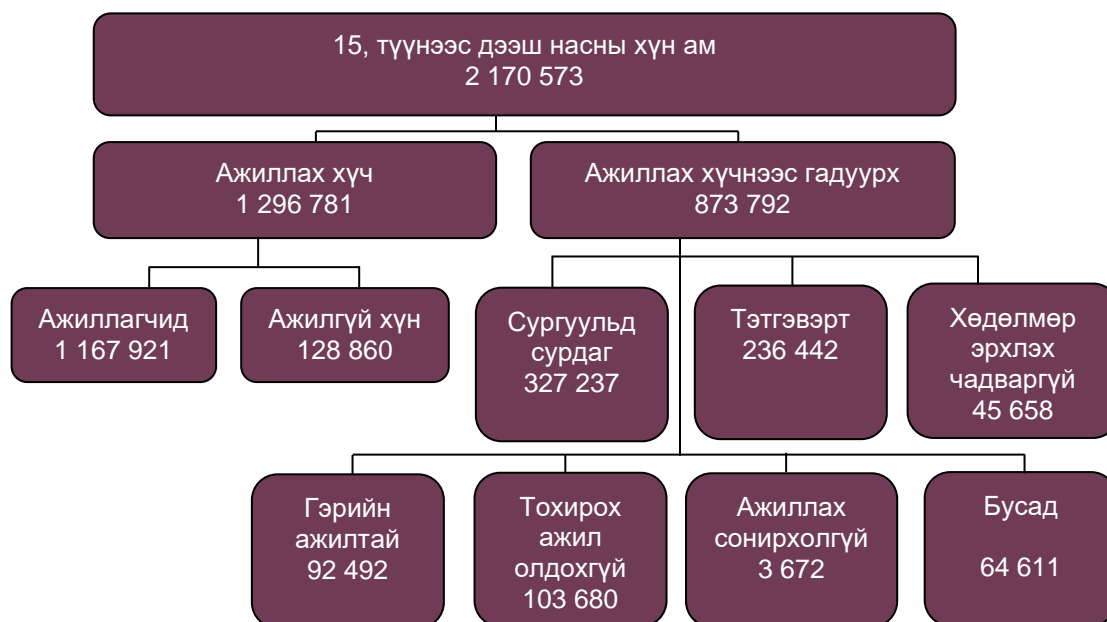 15, түүнээс дээш насны хүн ам
2 170 573
Ажиллах хүч
1 296 781
Ажиллах хүчнээс гадуурх
873 792
Ажиллагчид
1 167 921
Ажилгүй хүн
128 860
Сургуульд
сурдаг
327 237
Тэтгэвэрт
236 442
Хөдөлмөр
эрхлэх
чадваргүй
45 658
Гэрийн
ажилтай
92 492
Тохирох
ажил
олдохгүй
103 680
Ажиллах
сонирхолгүй
3 672
Бусад
64 611